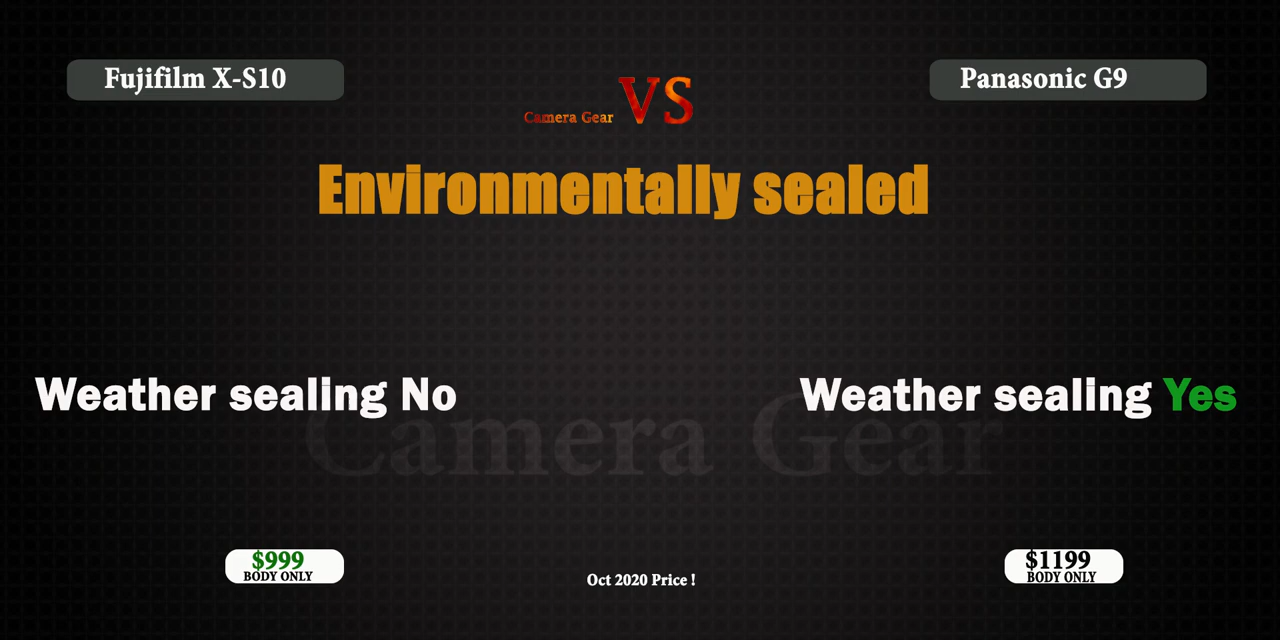 Fujifilm X-S10
Panasonic G9
Camera Gear VS
Environmentally sealed
Weather sealing No
Weather sealing Yes
Camera Gear
$999
BODY ONLY
Oct 2020 Price !
$1199
BODY ONLY